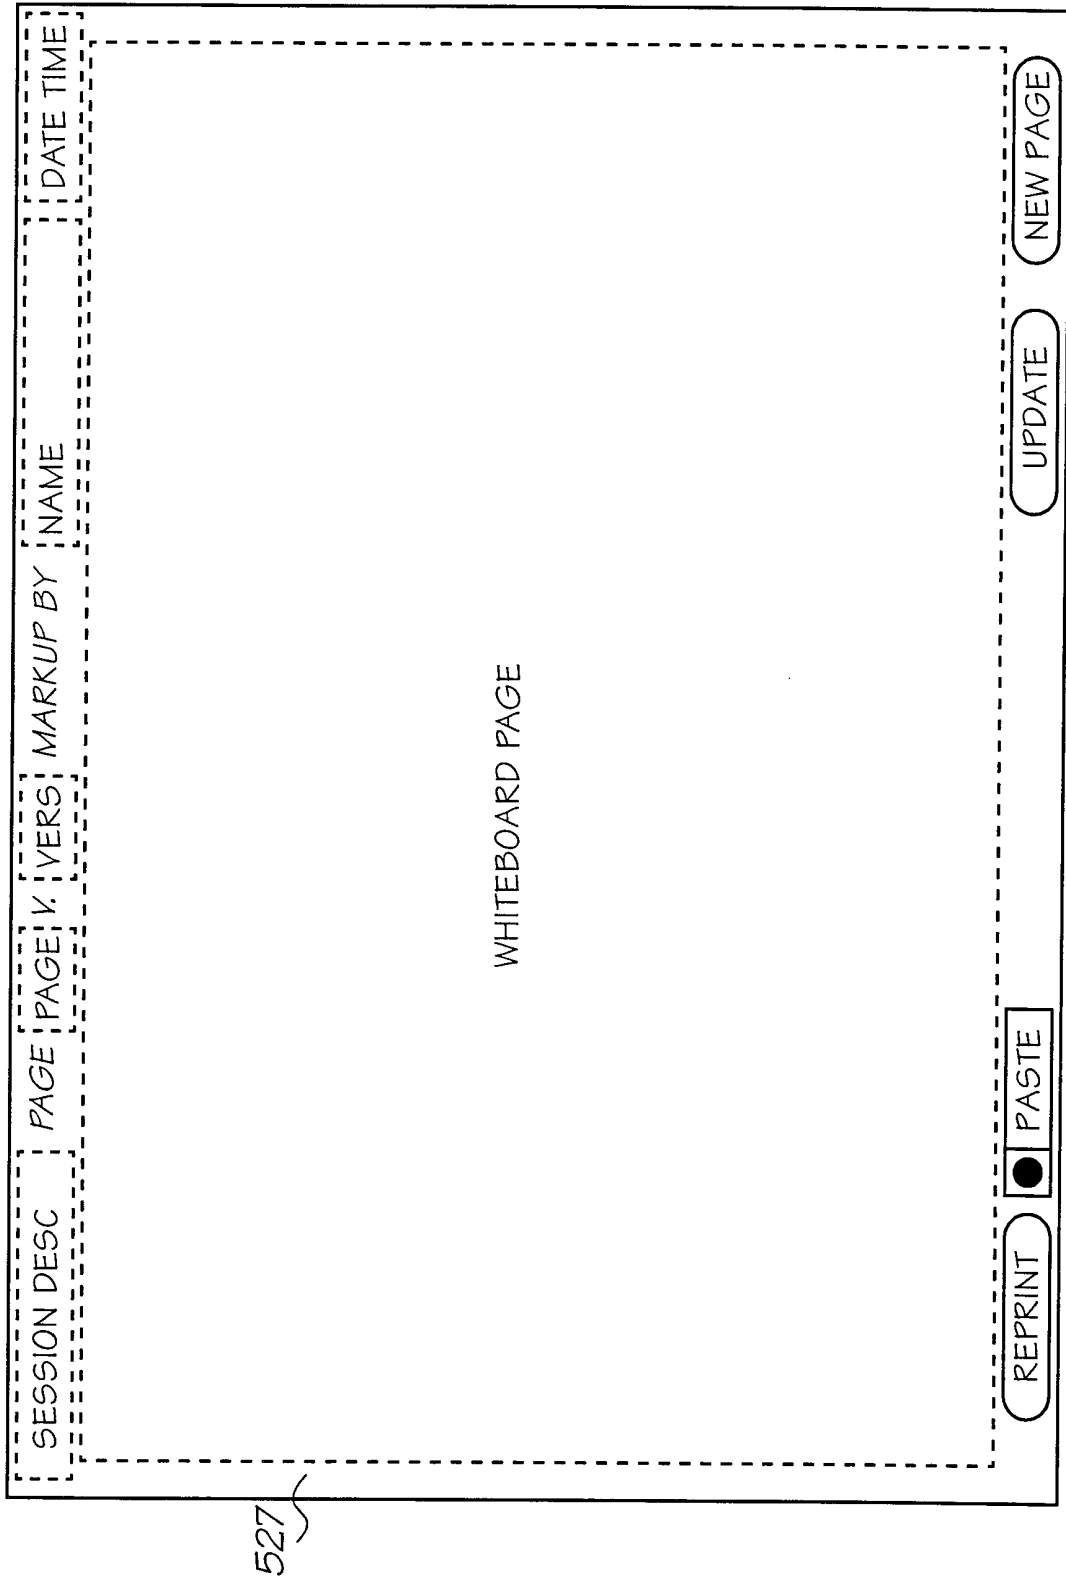 SESSION DESC PAGE PAGE V. VERS MARKUP BY NAME DATE TIME
WHITEBOARD PAGE
REPRINT PASTE UPDATE NEW PAGE
527